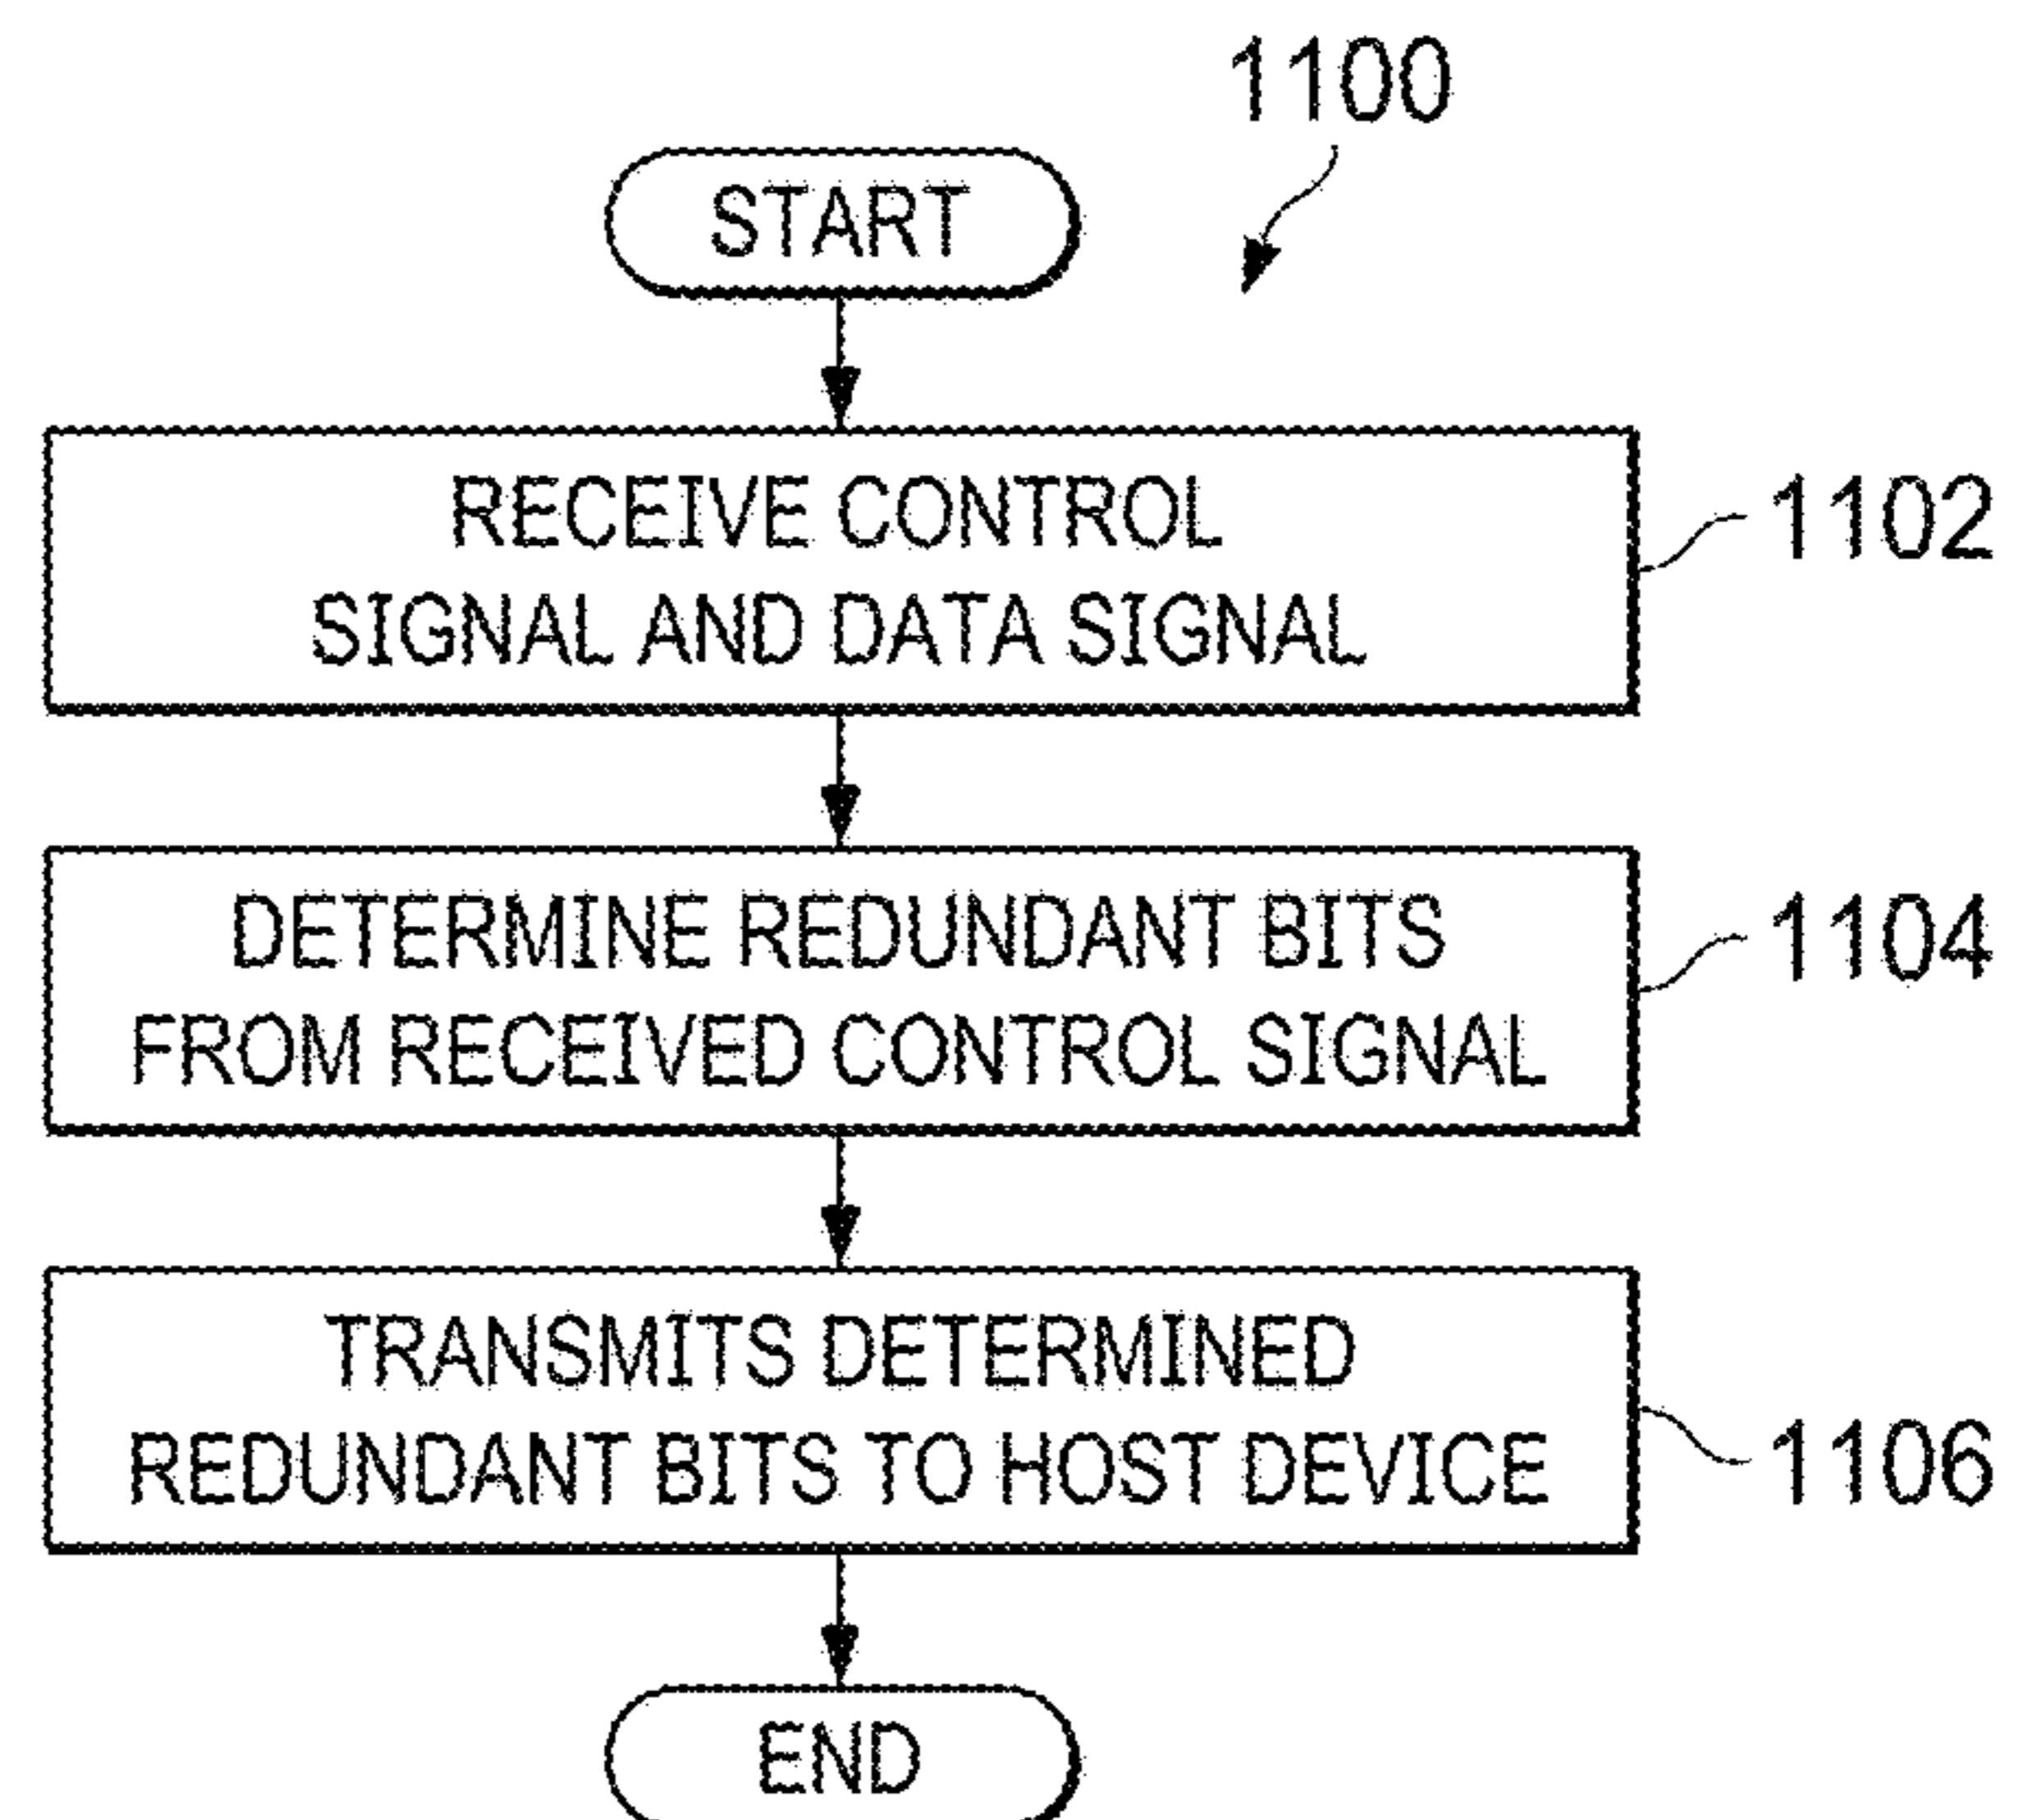 1100
START
RECEIVE CONTROL
SIGNAL AND DATA SIGNAL
1102
DETERMINE REDUNDANT BITS
FROM RECEIVED CONTROL SIGNAL
1104
TRANSMITS DETERMINED
REDUNDANT BITS TO HOST DEVICE
1106
END